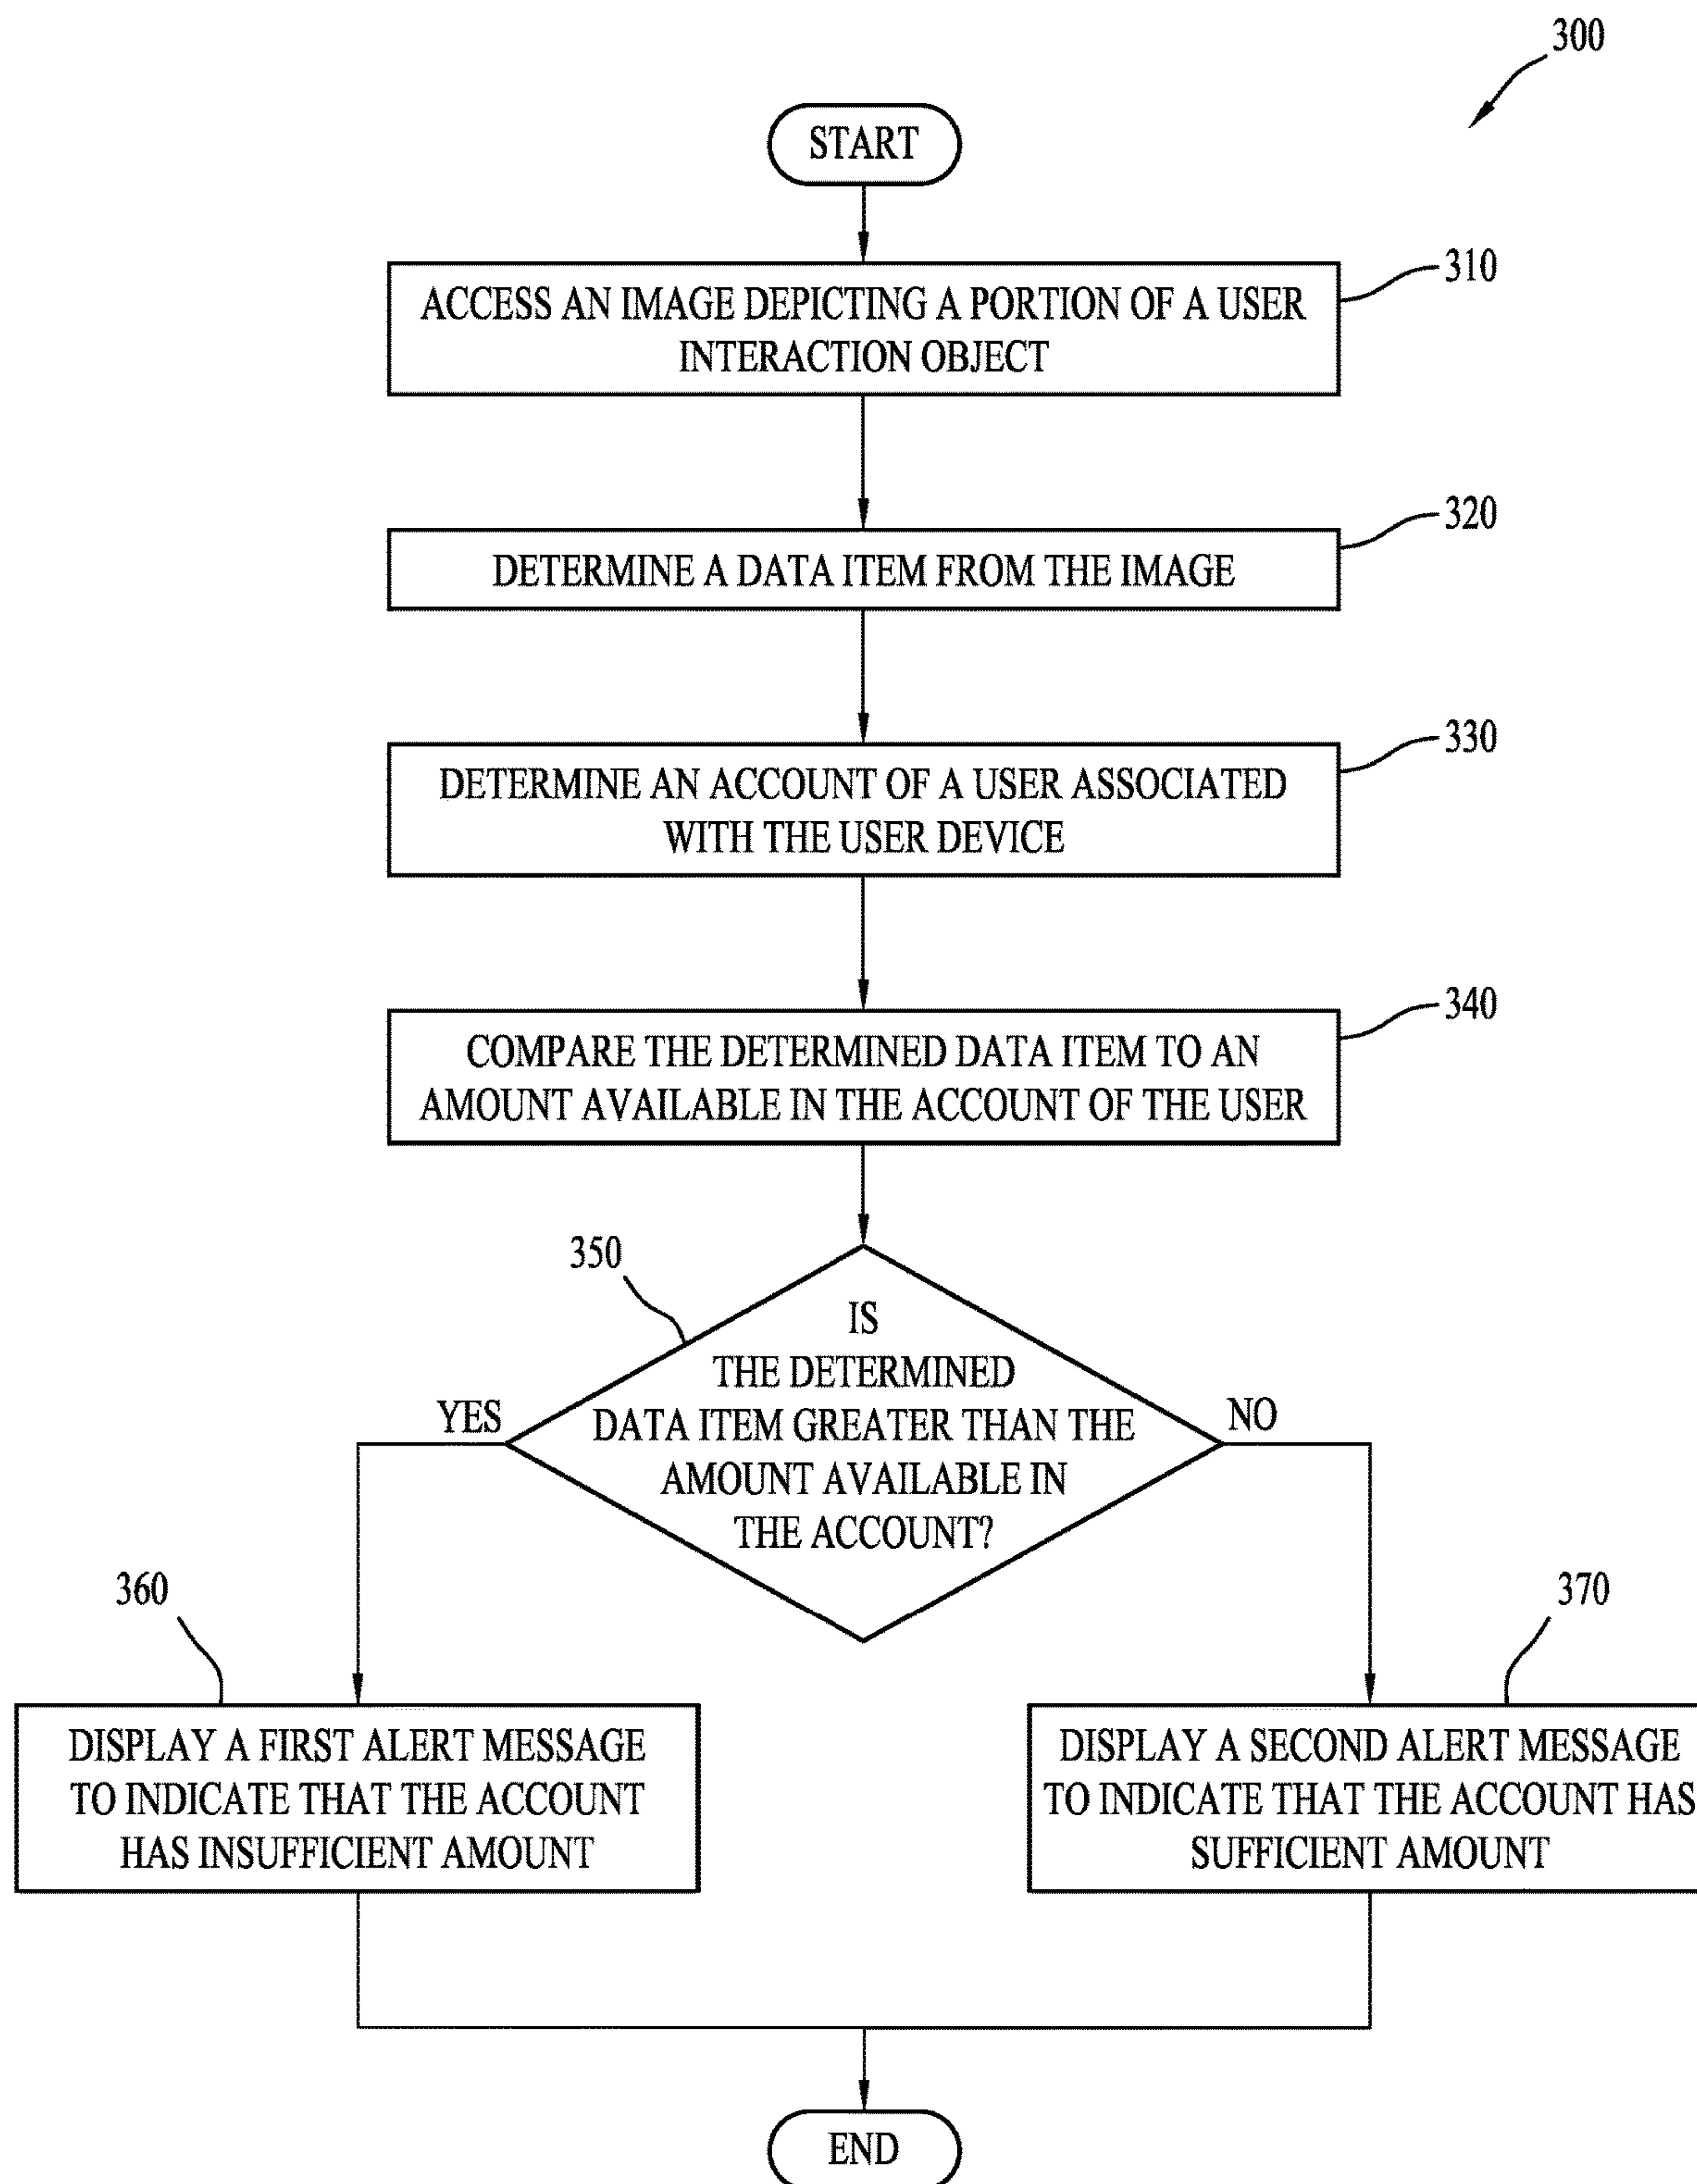 300
START
310
ACCESS AN IMAGE DEPICTING A PORTION OF A USER
INTERACTION OBJECT
320
DETERMINE A DATA ITEM FROM THE IMAGE
330
DETERMINE AN ACCOUNT OF A USER ASSOCIATED
WITH THE USER DEVICE
340
COMPARE THE DETERMINED DATA ITEM TO AN
AMOUNT AVAILABLE IN THE ACCOUNT OF THE USER
350
IS
THE DETERMINED
DATA ITEM GREATER THAN THE
AMOUNT AVAILABLE IN
THE ACCOUNT?
YES
NO
360
DISPLAY A FIRST ALERT MESSAGE
TO INDICATE THAT THE ACCOUNT
HAS INSUFFICIENT AMOUNT
370
DISPLAY A SECOND ALERT MESSAGE
TO INDICATE THAT THE ACCOUNT HAS
SUFFICIENT AMOUNT
END